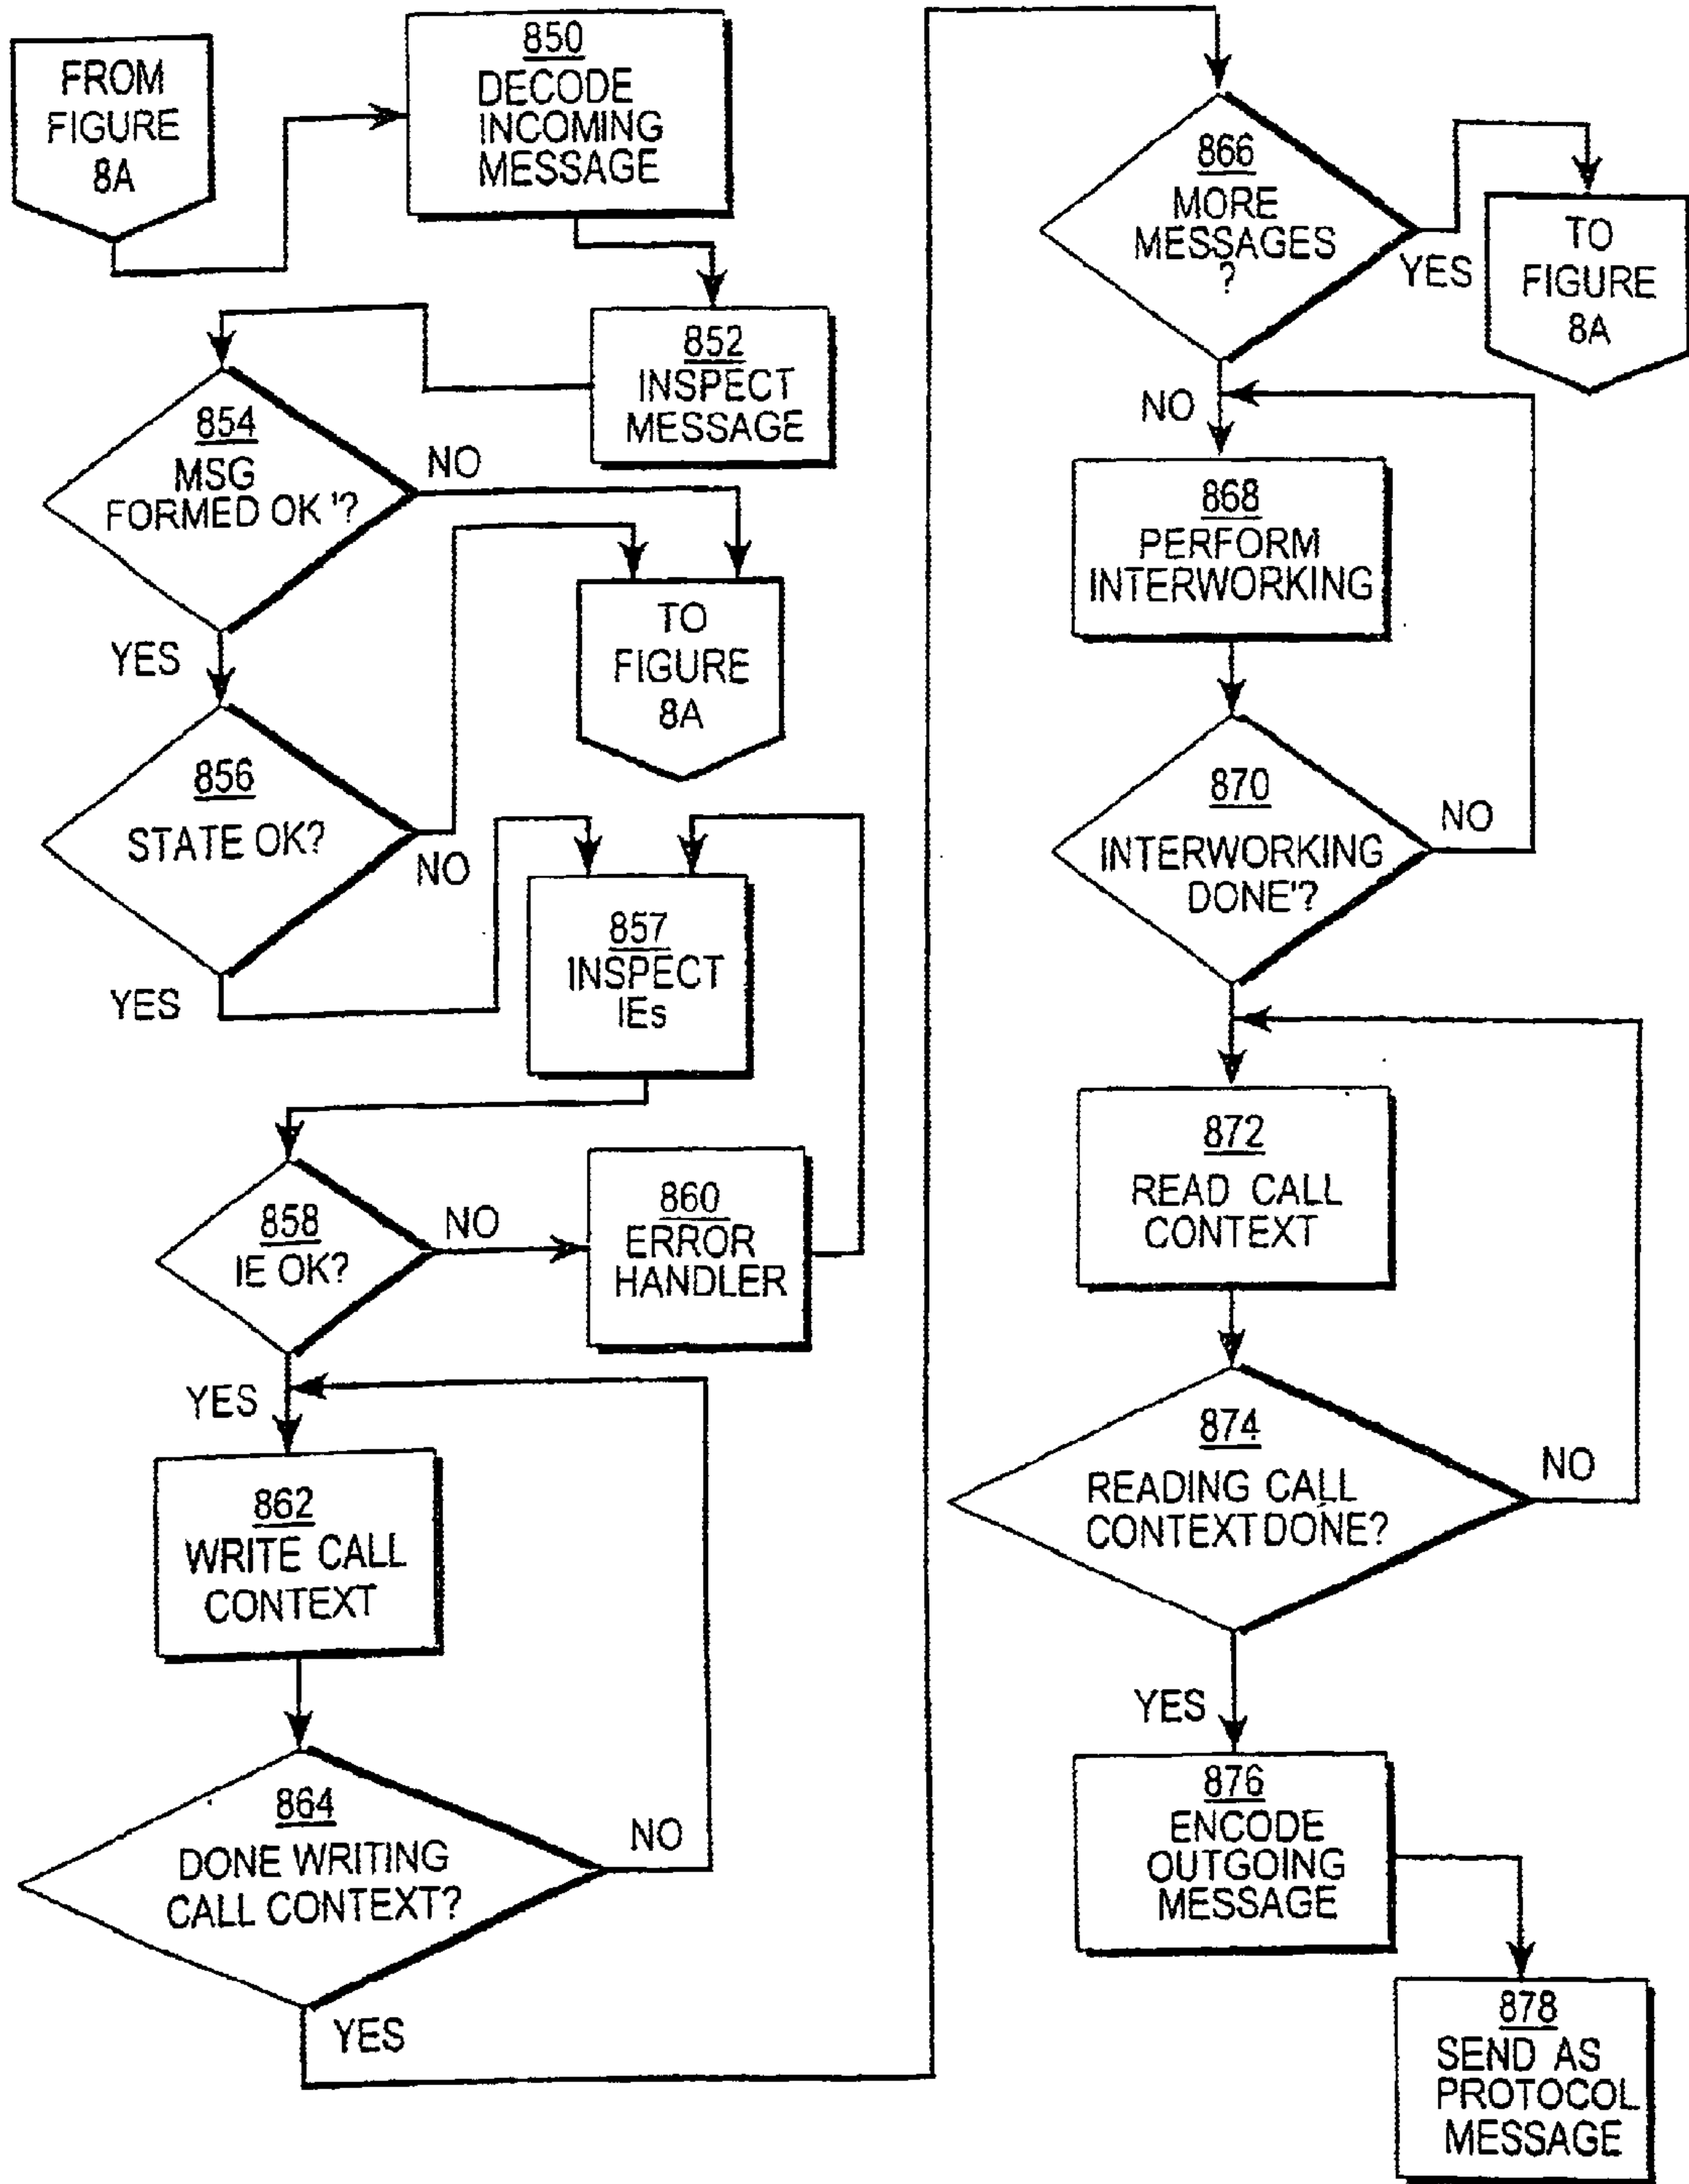 FROM
FIGURE
8A
850
DECODE
INCOMING
MESSAGE
852
INSPECT
MESSAGE
854
MSG
FORMED OK'?
NO
YES
TO
FIGURE
8A
856
STATE OK?
NO
YES
857
INSPECT
IEs
858
IE OK?
NO
860
ERROR
HANDLER
YES
862
WRITE CALL
CONTEXT
864
DONE WRITING
CALL CONTEXT?
NO
YES
866
MORE
MESSAGES
?
YES
TO
FIGURE
8A
NO
868
PERFORM
INTERWORKING
870
INTERWORKING
DONE'?
NO
872
READ CALL
CONTEXT
874
READING CALL
CONTEXT DONE?
NO
YES
876
ENCODE
OUTGOING
MESSAGE
878
SEND AS
PROTOCOL
MESSAGE